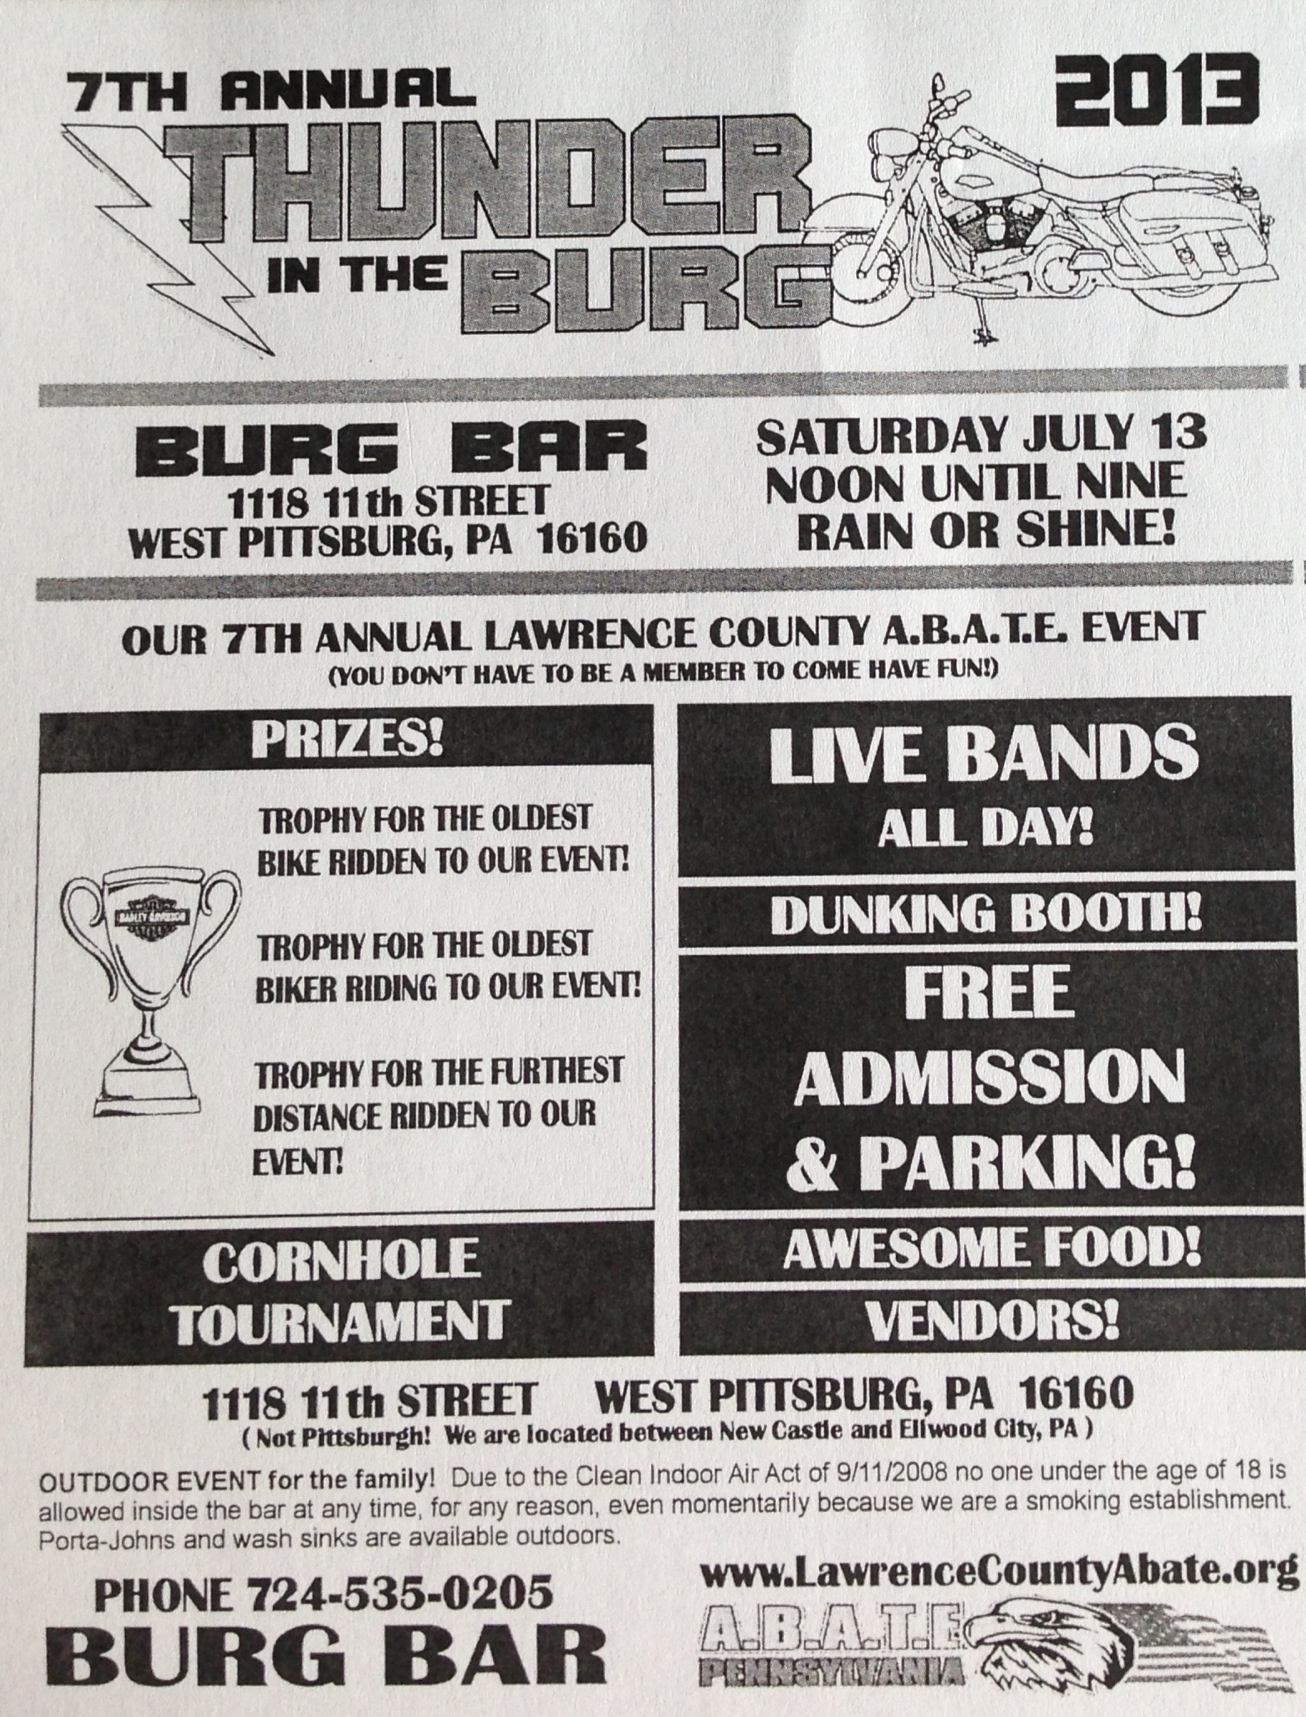 7TH ANNUAL
2013
THUNDER
IN THE BURG
BURG BAR
1118 11th STREET
WEST PITTSBURG, PA 16160
SATURDAY JULY 13
NOON UNTIL NINE
RAIN OR SHINE!
OUR 7TH ANNUAL LAWRENCE COUNTY A.B.A.T.E. EVENT
(YOU DON'T HAVE TO BE A MEMBER TO COME HAVE FUN!)
PRIZES!
TROPHY FOR THE OLDEST
BIKE RIDDEN TO OUR EVENT!
HARLEY-DAVIDSON
TROPHY FOR THE OLDEST
BIKER RIDING TO OUR EVENT!
TROPHY FOR THE FURTHEST
DISTANCE RIDDEN TO OUR
EVENT!
CORNHOLE
TOURNAMENT
LIVE BANDS
ALL DAY!
DUNKING BOOTH!
FREE
ADMISSION
& PARKING!
AWESOME FOOD!
VENDORS!
1118 11th STREET WEST PITTSBURG, PA 16160
( Not Pittsburgh! We are located between New Castle and Ellwood City, PA )
OUTDOOR EVENT for the family! Due to the Clean Indoor Air Act of 9/11/2008 no one under the age of 18 is
allowed inside the bar at any time, for any reason, even momentarily because we are a smoking establishment.
Porta-Johns and wash sinks are available outdoors.
PHONE 724-535-0205
BURG BAR
www.LawrenceCountyAbate.org
A.B.A.T.E
PENNSYLVANIA